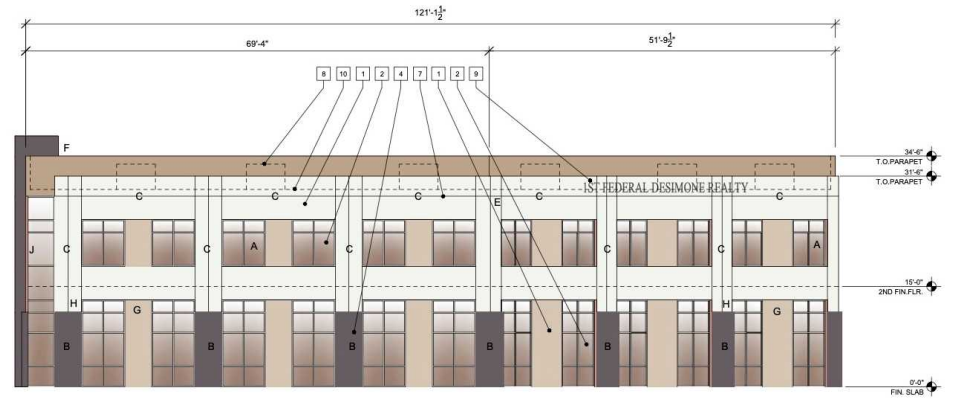 121'-1 1/2"
69'-4"
51'-9 1/2"
8 10 1 2 4 7 1 2 9
F
34'-6"
T.O.PARAPET
31'-6"
T.O.PARAPET
1ST FEDERAL DESIMONE REALTY
C C C C C
E
J C A C C C C A
15'-0"
2ND FIN.FLR.
H H
G G
B B B B B B
0'-0"
FIN. SLAB